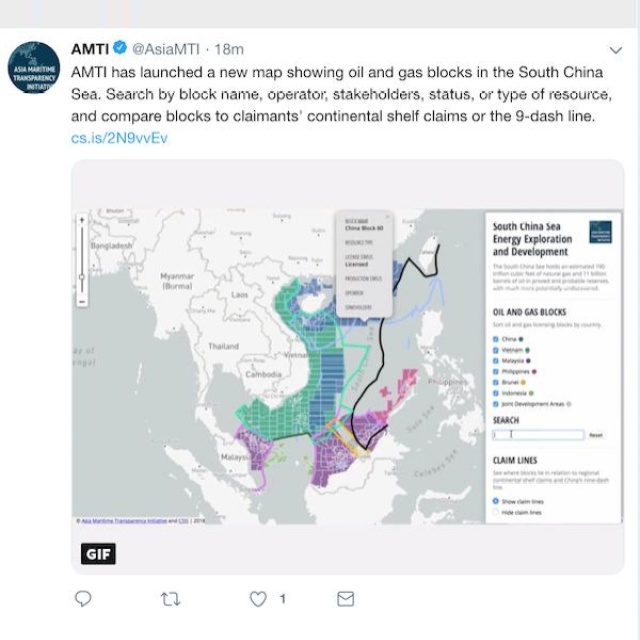 AMTI @AsiaMTI · 18m
ASIA MARITIME
TRANSPARENCY
INITIATIVE
AMTI has launched a new map showing oil and gas blocks in the South China
Sea. Search by block name, operator, stakeholders, status, or type of resource,
and compare blocks to claimants' continental shelf claims or the 9-dash line.
cs.is/2N9vvEv
Bangladesh
Myanmar
(Burma)
Laos
Thailand
Vietnam
Cambodia
Philippines
Malaysia
Sulu Sea
Celebes Sea
BLOCK NAME
China Block 60
RESOURCE TYPE
LICENSE STATUS
Licensed
PRODUCTION STATUS
OPERATOR
STAKEHOLDERS
South China Sea
Energy Exploration
and Development
The South China Sea holds an estimated 190
trillion cubic feet of natural gas and 11 billion
barrels of oil in proved and probable reserves,
with much more potentially undiscovered.
OIL AND GAS BLOCKS
Sort oil and gas licensing blocks by country.
China
Vietnam
Malaysia
Philippines
Brunei
Indonesia
Joint Development Areas
SEARCH
Reset
CLAIM LINES
See where blocks lie in relation to regional
continental shelf claims and China's nine-dash
line.
Show claim lines
Hide claim lines
© Asia Maritime Transparency Initiative and CSIS | 2018
GIF
1